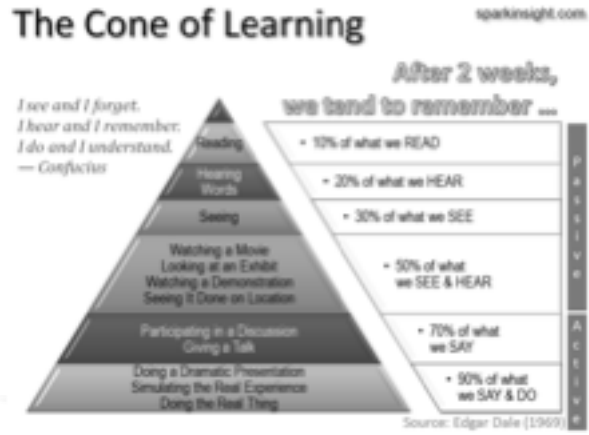 The Cone of Learning
sparkinsight.com
After 2 weeks,
we tend to remember ...
I see and I forget.
I hear and I remember.
I do and I understand.
— Confucius
Reading
Hearing
Words
Seeing
Watching a Movie
Looking at an Exhibit
Watching a Demonstration
Seeing It Done on Location
Participating in a Discussion
Giving a Talk
Doing a Dramatic Presentation
Simulating the Real Experience
Doing the Real Thing
• 10% of what we READ
• 20% of what we HEAR
• 30% of what we SEE
• 50% of what
we SEE & HEAR
• 70% of what
we SAY
• 90% of what
we SAY & DO
Passive
Active
Source: Edgar Dale (1969)